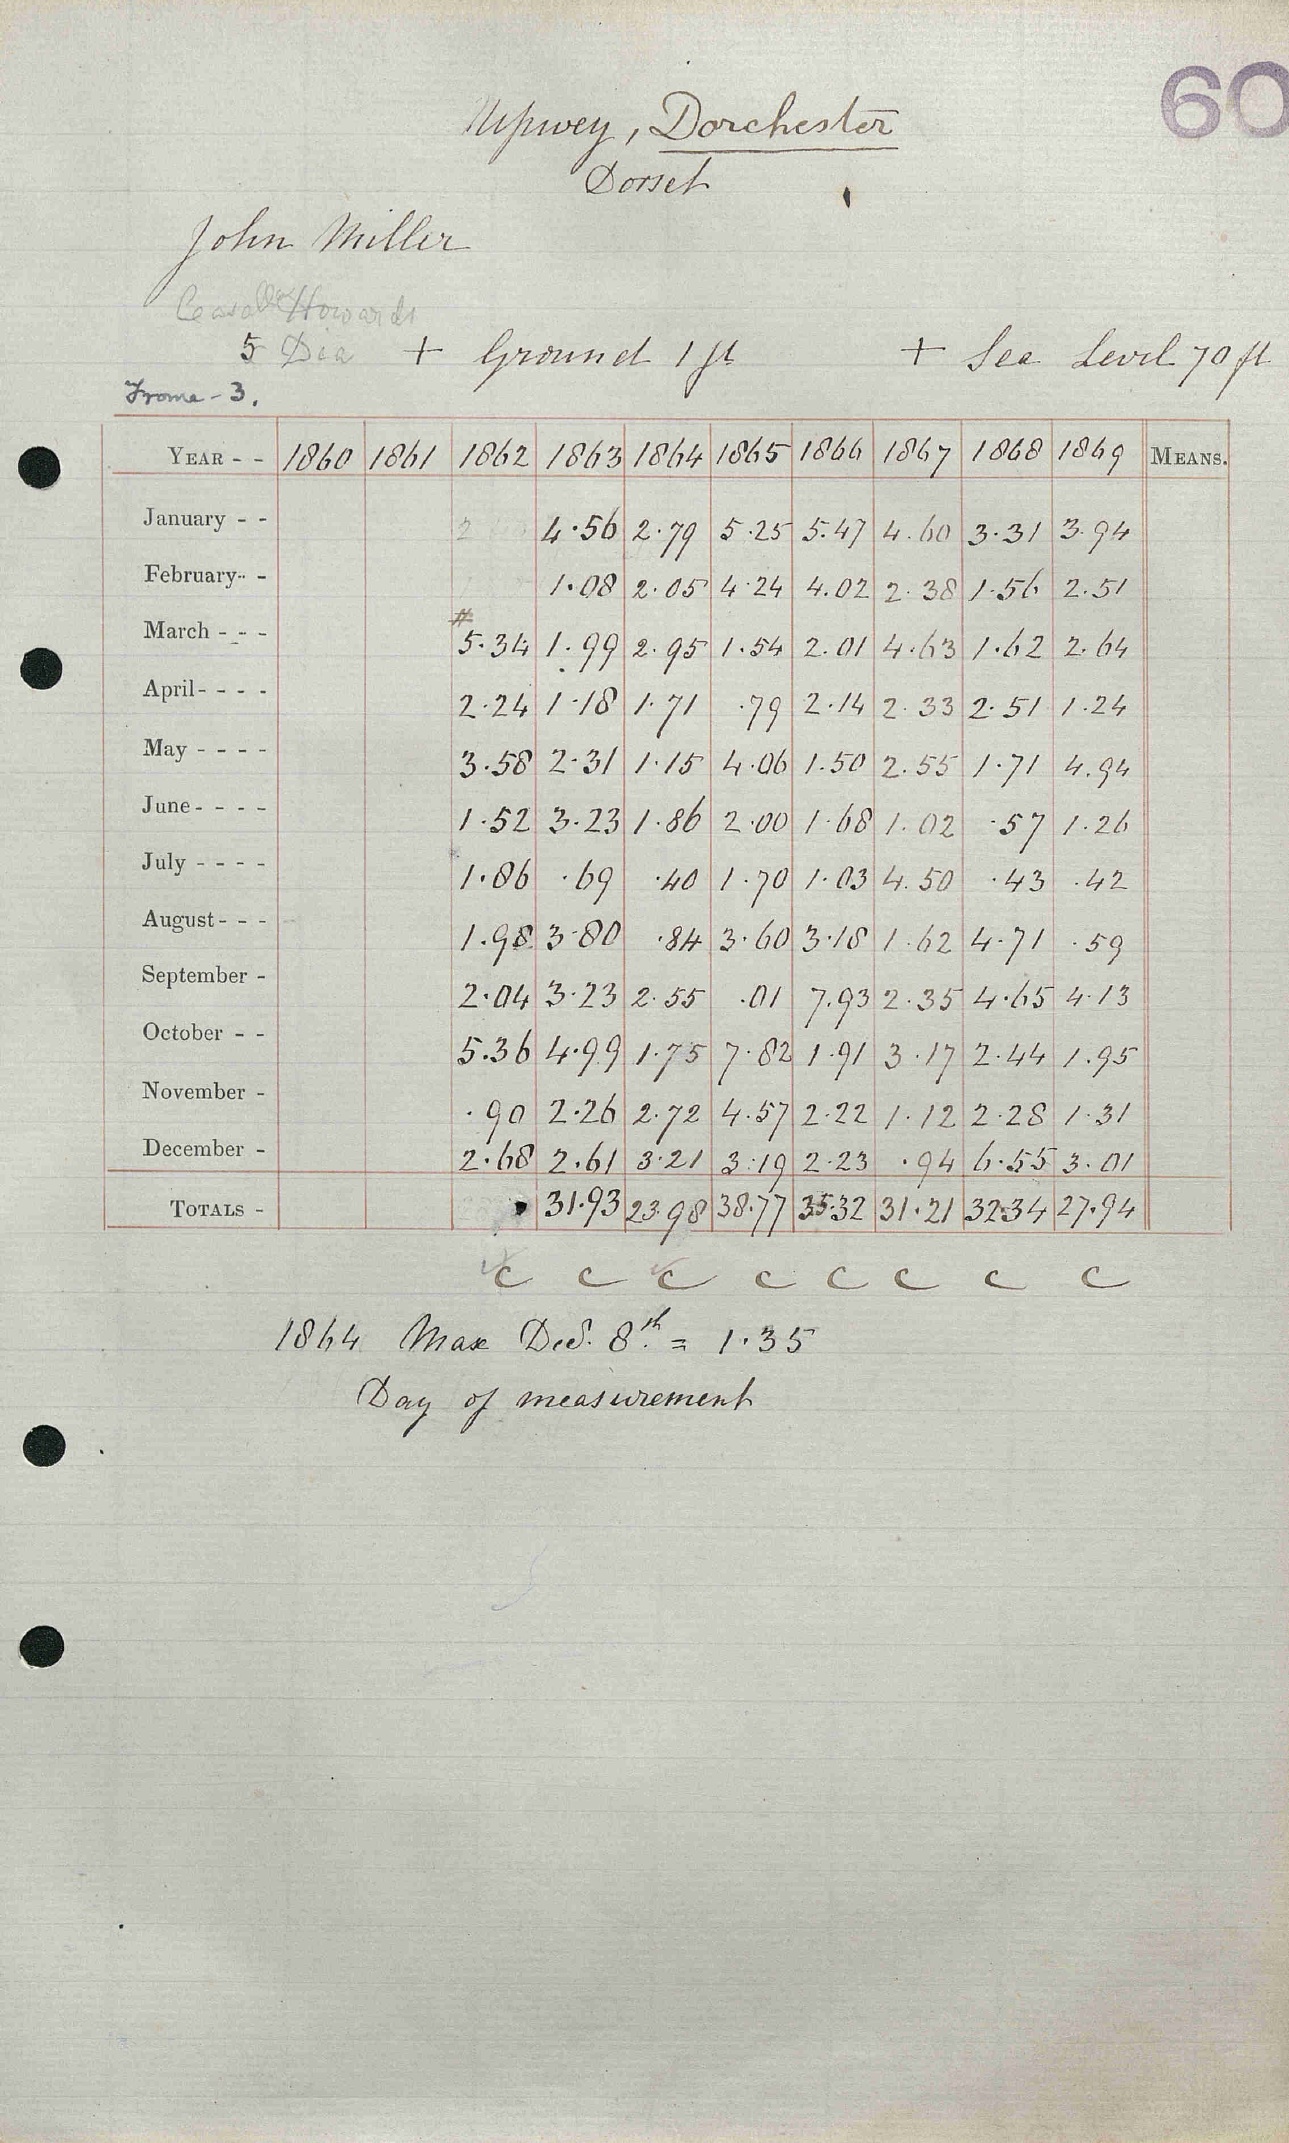 60
Upwey, Dorchester
Dorset
John Miller
Howards
5 Dia + Ground 1 ft + Sea Level 70 ft
Frome - 3.
YEAR - - 1860 1861 1862 1863 1864 1865 1866 1867 1868 1869 MEANS.
January - - 4.56 2.79 5.25 5.47 4.60 3.31 3.94
February - - 1.08 2.05 4.24 4.02 2.38 1.56 2.51
#
March - - - 5.34 1.99 2.95 1.54 2.01 4.63 1.62 2.64
April - - - - 2.24 1.18 1.71 .79 2.14 2.33 2.51 1.24
May - - - - 3.58 2.31 1.15 4.06 1.50 2.55 1.71 4.94
June - - - - 1.52 3.23 1.86 2.00 1.68 1.02 .57 1.26
July - - - - 1.86 .69 .40 1.70 1.03 4.50 .43 .42
August - - - 1.98 3.80 .84 3.60 3.18 1.62 4.71 .59
September - 2.04 3.23 2.55 .01 7.93 2.35 4.65 4.13
October - - 5.36 4.99 1.75 7.82 1.91 3.17 2.44 1.95
November - .90 2.26 2.72 4.57 2.22 1.12 2.28 1.31
December - 2.68 2.61 3.21 3.19 2.23 .94 6.55 3.01
TOTALS - 31.93 23.98 38.77 35.32 31.21 32.34 27.94
c c c c c c c c
1864 Max Dec. 8th = 1.35
Day of measurement